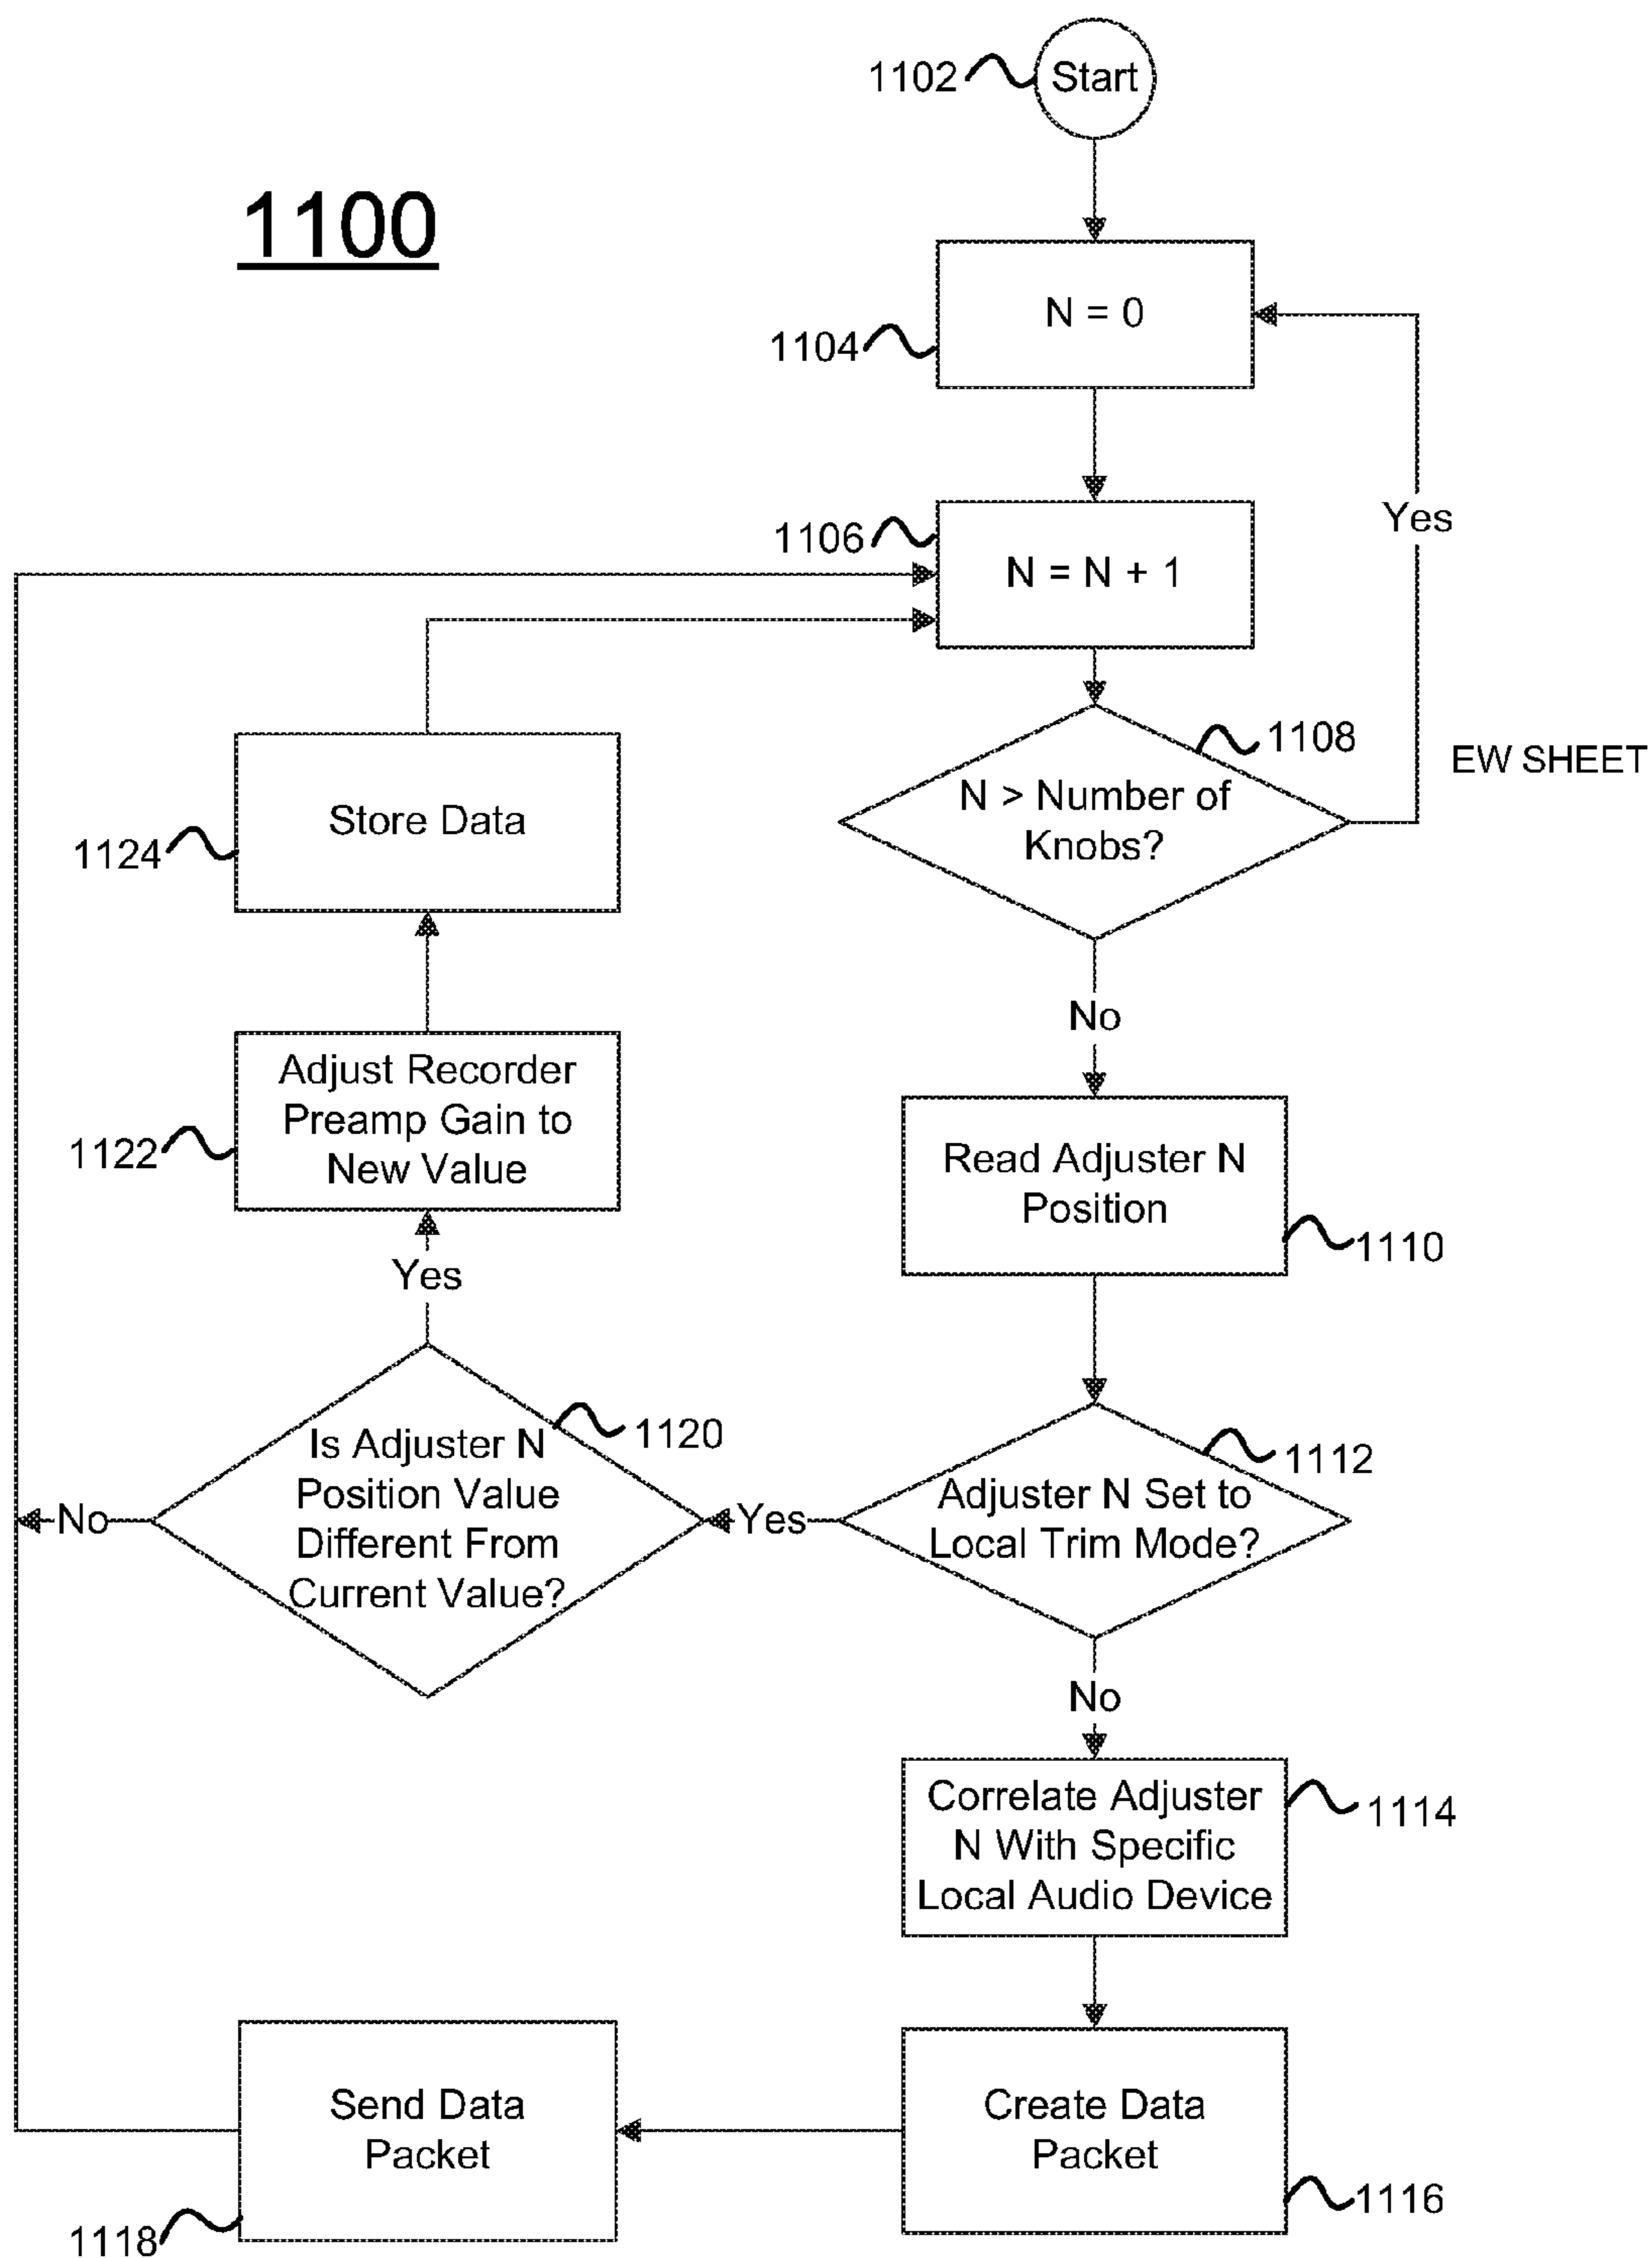 1102
Start
1100
N = 0
1104
1106
N = N + 1
Yes
1108
N > Number of
Knobs?
EW SHEET
Store Data
1124
No
Adjust Recorder
Preamp Gain to
New Value
1122
Read Adjuster N
Position
1110
Yes
1120
Is Adjuster N
Position Value
Different From
Current Value?
No
Yes
1112
Adjuster N Set to
Local Trim Mode?
No
Correlate Adjuster
N With Specific
Local Audio Device
1114
Send Data
Packet
1118
Create Data
Packet
1116